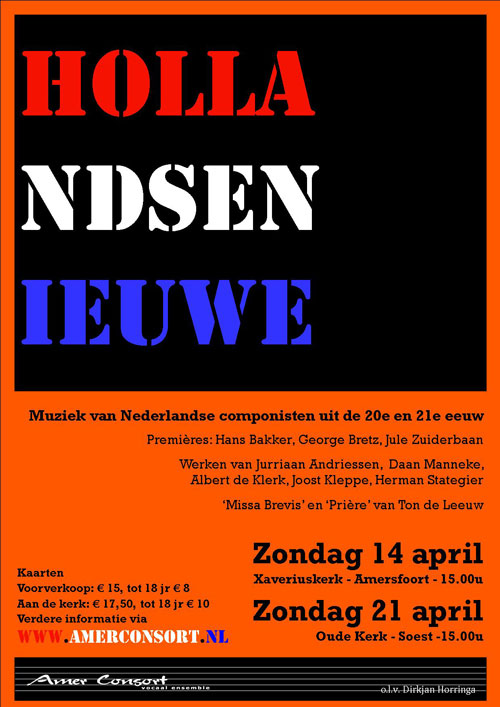 HOLLA
NDSEN
IEUWE
Muziek van Nederlandse componisten uit de 20e en 21e eeuw
Premières: Hans Bakker, George Bretz, Jule Zuiderbaan
Werken van Jurriaan Andriessen, Daan Manneke,
Albert de Klerk, Joost Kleppe, Herman Stategier
‘Missa Brevis’ en ‘Prière’ van Ton de Leeuw
Zondag 14 april
Xaveriuskerk - Amersfoort - 15.00u
Zondag 21 april
Oude Kerk - Soest -15.00u
Kaarten
Voorverkoop: € 15, tot 18 jr € 8
Aan de kerk: € 17,50, tot 18 jr € 10
Verdere informatie via
WWW.AMERCONSORT.NL
Amer Consort
vocaal ensemble
o.l.v. Dirkjan Horringa